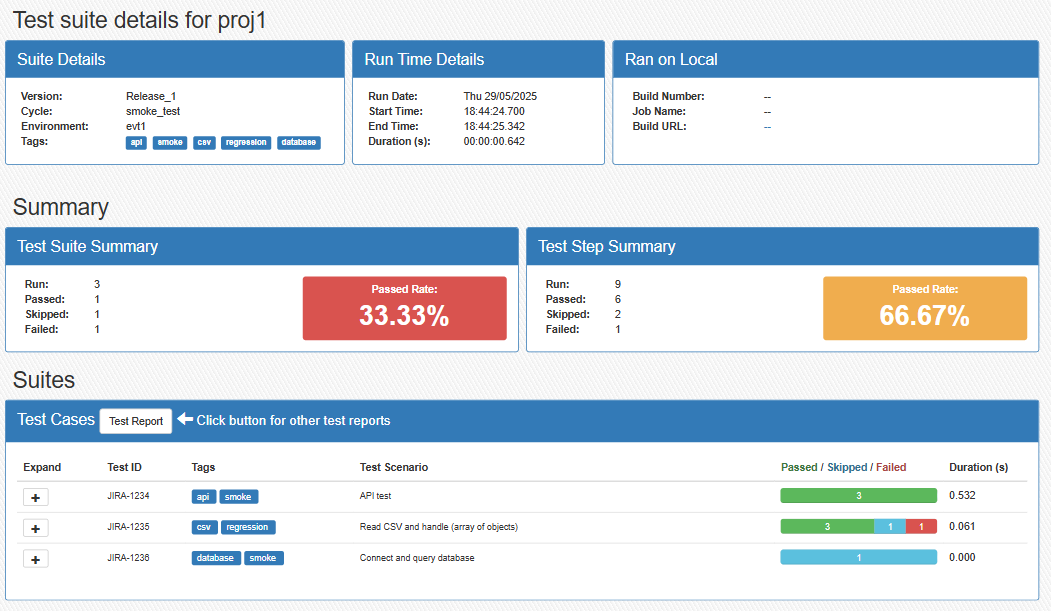 Test suite details for proj1
Suite Details
Version: Release_1
Cycle: smoke_test
Environment: evt1
Tags: api smoke csv regression database
Run Time Details
Run Date: Thu 29/05/2025
Start Time: 18:44:24.700
End Time: 18:44:25.342
Duration (s): 00:00:00.642
Ran on Local
Build Number: --
Job Name: --
Build URL: --
Summary
Test Suite Summary
Run: 3
Passed: 1
Skipped: 1
Failed: 1
Passed Rate:
33.33%
Test Step Summary
Run: 9
Passed: 6
Skipped: 2
Failed: 1
Passed Rate:
66.67%
Suites
Test Cases Test Report Click button for other test reports
Expand Test ID Tags Test Scenario Passed / Skipped / Failed Duration (s)
+ JIRA-1234 api smoke API test 3 0.532
+ JIRA-1235 csv regression Read CSV and handle (array of objects) 3 1 1 0.061
+ JIRA-1236 database smoke Connect and query database 1 0.000